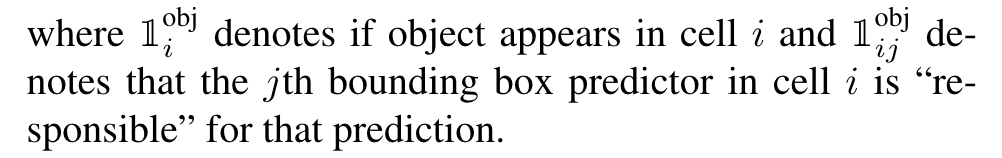 where 𝟙ᵢᵒᵇʲ denotes if object appears in cell i and 𝟙ᵢⱼᵒᵇʲ de-
notes that the jth bounding box predictor in cell i is “re-
sponsible” for that prediction.